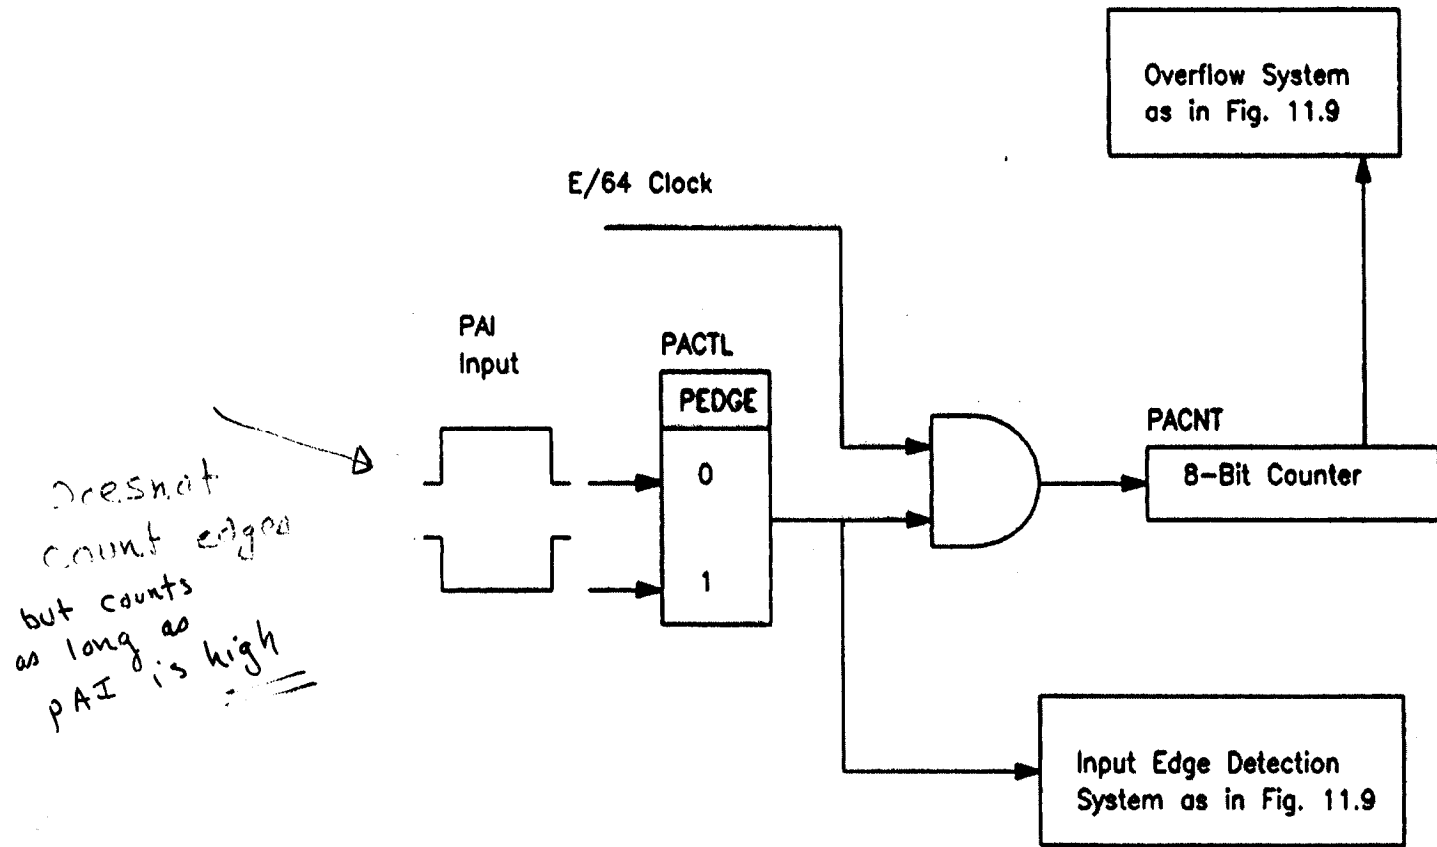 Overflow System
as in Fig. 11.9
E/64 Clock
PAI
Input
PACTL
PEDGE
0
1
PACNT
8-Bit Counter
Doesnot
Count edges
but counts
as long as
pAI is high
Input Edge Detection
System as in Fig. 11.9